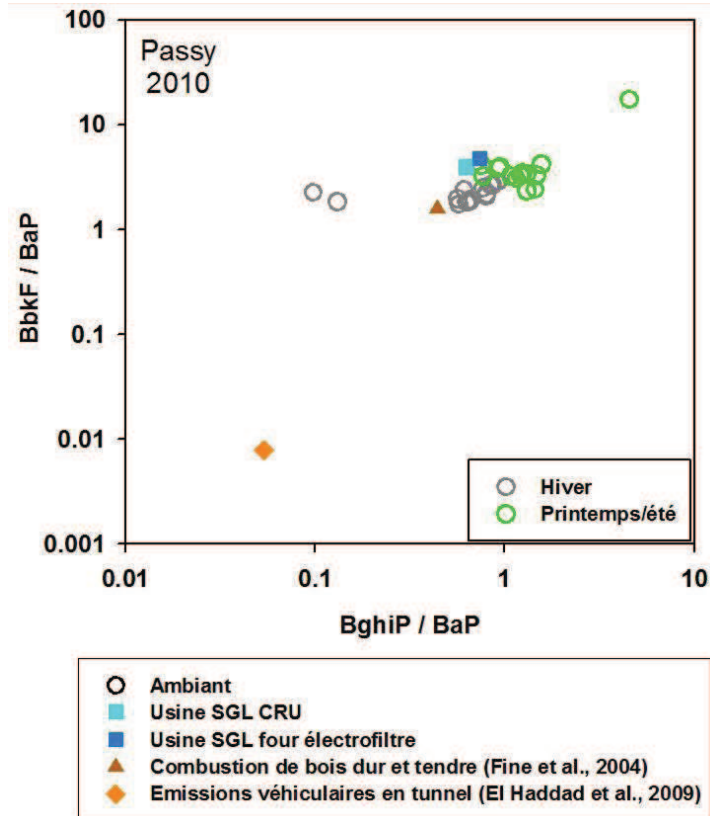 100
Passy
2010
10
1
0.1
0.01
0.001
BbkF / BaP
Hiver
Printemps/été
0.01
0.1
1
10
BghiP / BaP
Ambiant
Usine SGL CRU
Usine SGL four électrofiltre
Combustion de bois dur et tendre (Fine et al., 2004)
Emissions véhiculaires en tunnel (El Haddad et al., 2009)